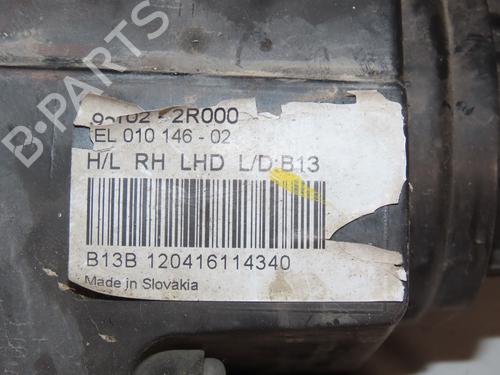 B-PARTS
2R000
EL 010 146 - 02
H/L RH LHD L/D:B13
B13B 120416114340
Made in Slovakia